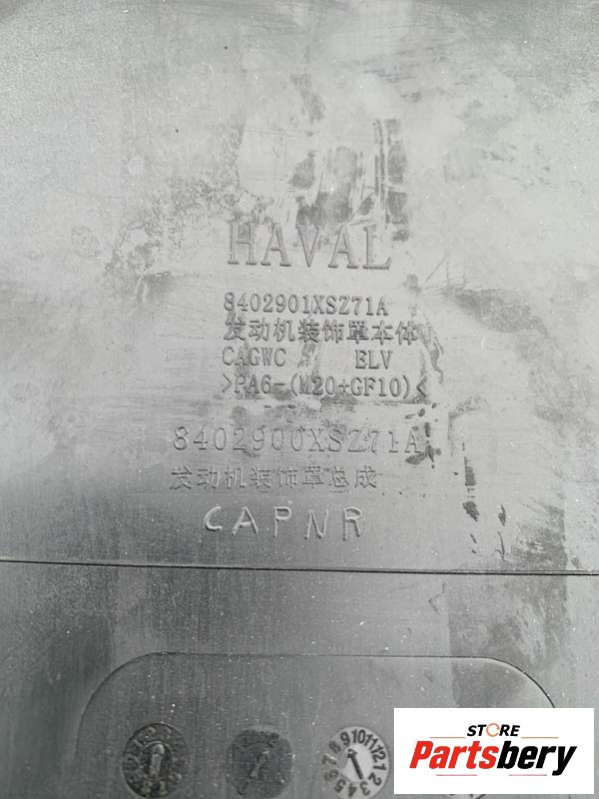 HAVAL
8402901XSZ71A
发动机装饰罩本体
CAGWC ELV
>PA6-(M20+GF10)<
8402900XSZ71A
发动机装饰罩总成
CAPNR
STORE
Partsbery